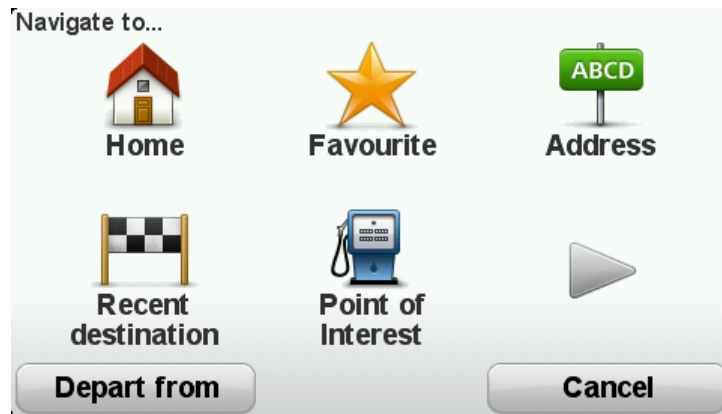 Navigate to...
ABCD
Home
Favourite
Address
Recent
destination
Point of
Interest
Depart from
Cancel